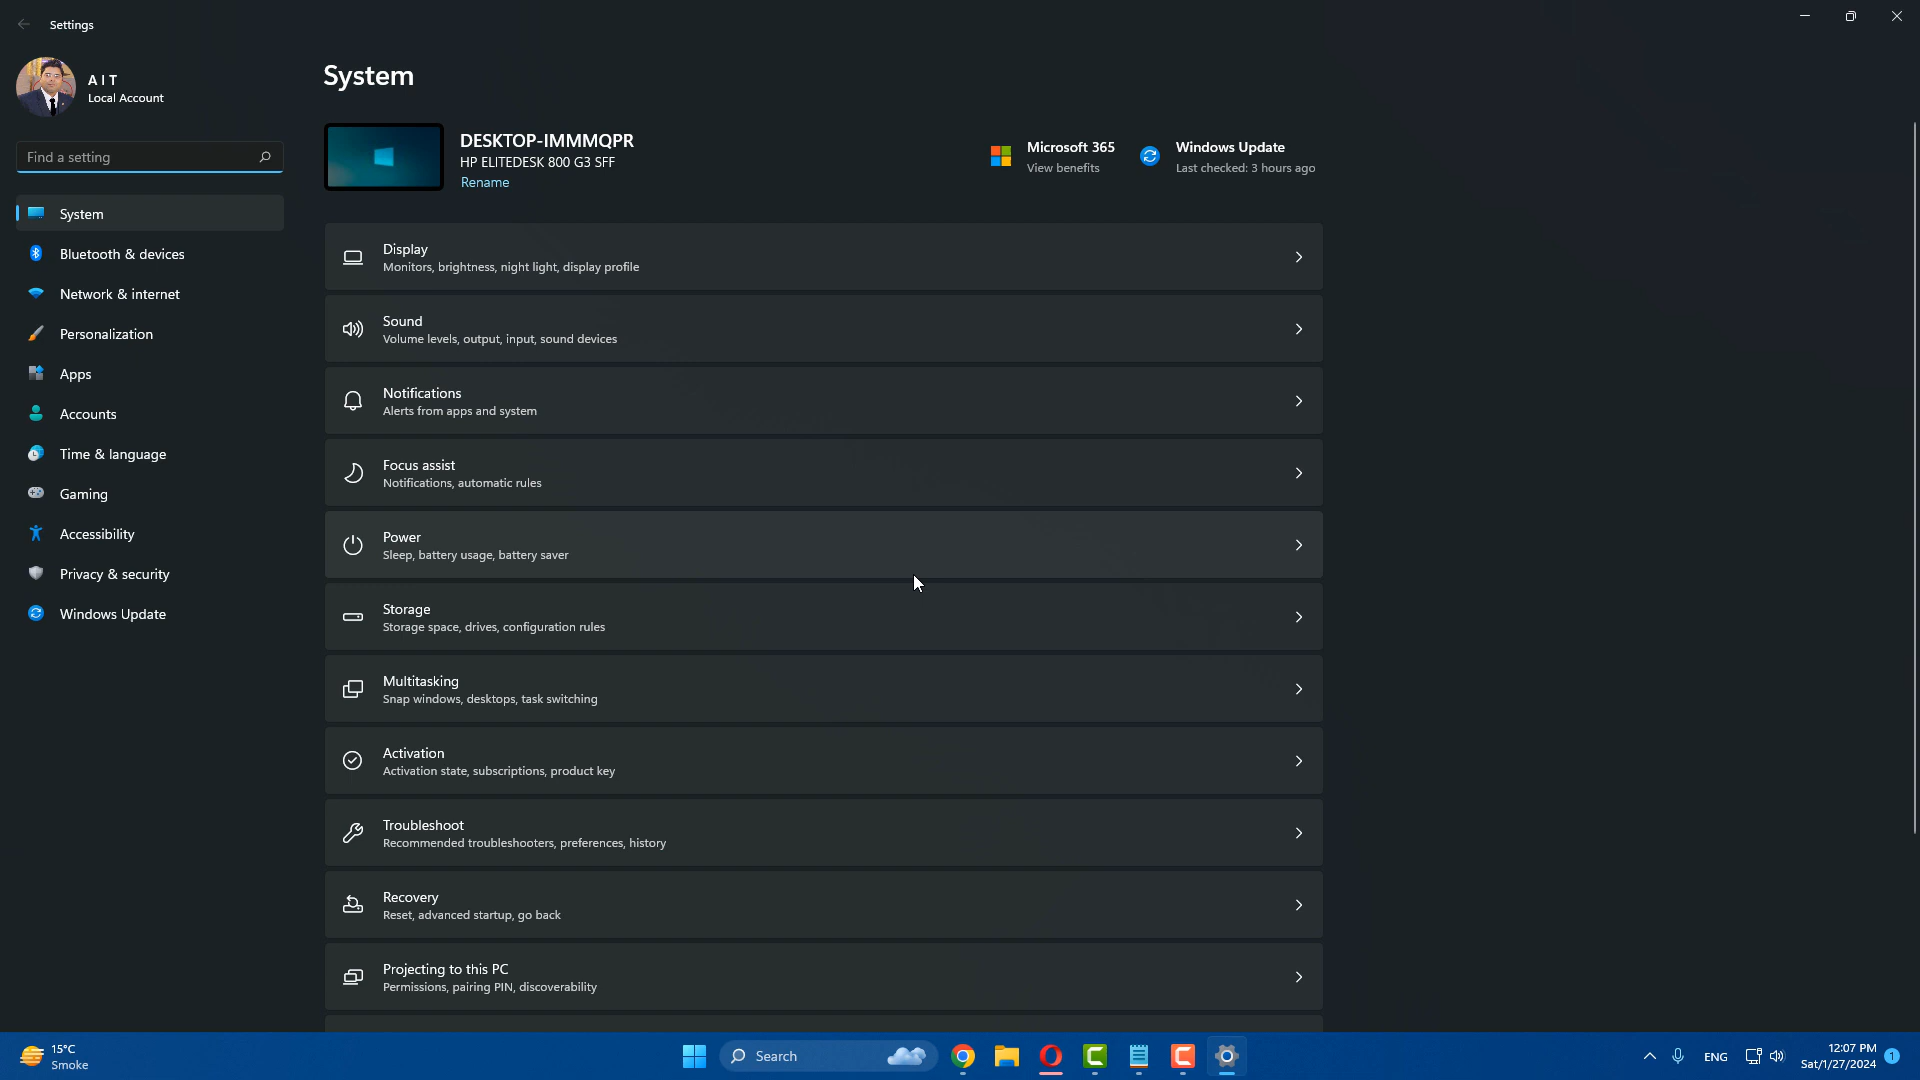 Settings
A I T
Local Account
Find a setting
System
Bluetooth & devices
Network & internet
Personalization
Apps
Accounts
Time & language
Gaming
Accessibility
Privacy & security
Windows Update
System
DESKTOP-IMMMQPR
HP ELITEDESK 800 G3 SFF
Rename
Microsoft 365
View benefits
Windows Update
Last checked: 3 hours ago
Display
Monitors, brightness, night light, display profile
Sound
Volume levels, output, input, sound devices
Notifications
Alerts from apps and system
Focus assist
Notifications, automatic rules
Power
Sleep, battery usage, battery saver
Storage
Storage space, drives, configuration rules
Multitasking
Snap windows, desktops, task switching
Activation
Activation state, subscriptions, product key
Troubleshoot
Recommended troubleshooters, preferences, history
Recovery
Reset, advanced startup, go back
Projecting to this PC
Permissions, pairing PIN, discoverability
15°C
Smoke
Search
ENG
12:07 PM
Sat/1/27/2024
1